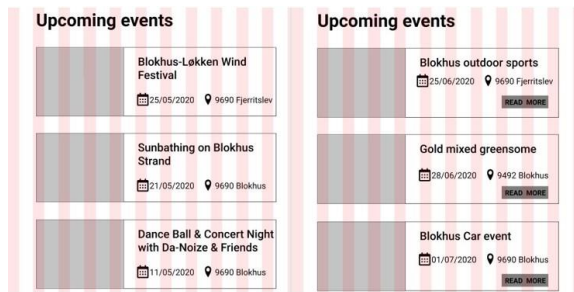 Upcoming events
Blokhus-Løkken Wind
Festival
25/05/2020 9690 Fjerritslev
Sunbathing on Blokhus
Strand
21/05/2020 9690 Blokhus
Dance Ball & Concert Night
with Da-Noize & Friends
11/05/2020 9690 Blokhus
Upcoming events
Blokhus outdoor sports
25/06/2020 9690 Fjerritslev
READ MORE
Gold mixed greensome
28/06/2020 9492 Blokhus
READ MORE
Blokhus Car event
01/07/2020 9690 Blokhus
READ MORE